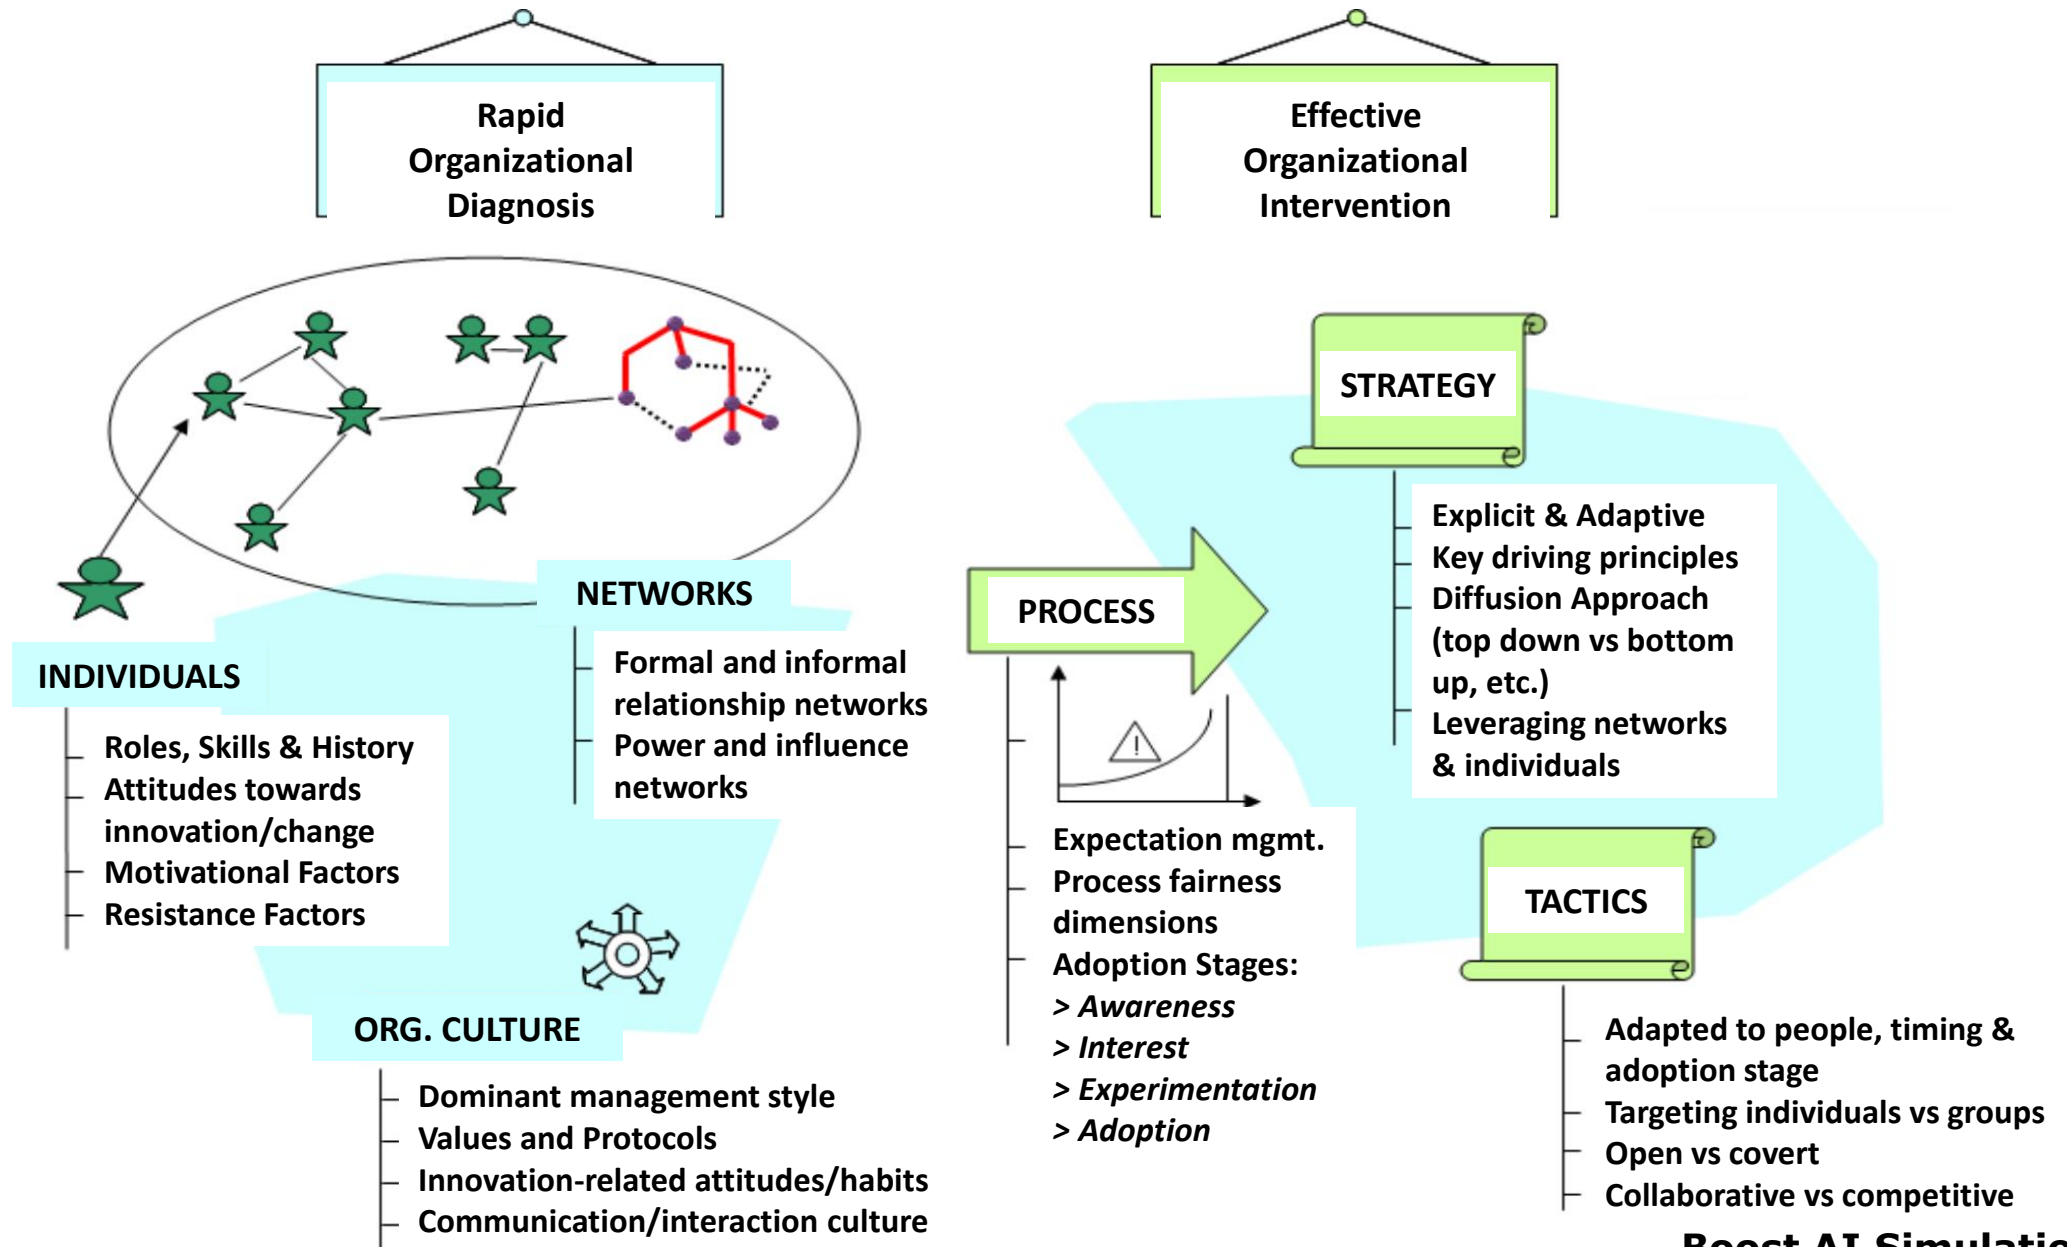 Rapid
Organizational
Diagnosis
Effective
Organizational
Intervention
NETWORKS
Formal and informal
relationship networks
Power and influence
networks
INDIVIDUALS
Roles, Skills & History
Attitudes towards
innovation/change
Motivational Factors
Resistance Factors
ORG. CULTURE
Dominant management style
Values and Protocols
Innovation-related attitudes/habits
Communication/interaction culture
STRATEGY
Explicit & Adaptive
Key driving principles
Diffusion Approach
(top down vs bottom
up, etc.)
Leveraging networks
& individuals
PROCESS
!
Expectation mgmt.
Process fairness
dimensions
Adoption Stages:
> Awareness
> Interest
> Experimentation
> Adoption
TACTICS
Adapted to people, timing &
adoption stage
Targeting individuals vs groups
Open vs covert
Collaborative vs competitive
Boost AI Simulatio